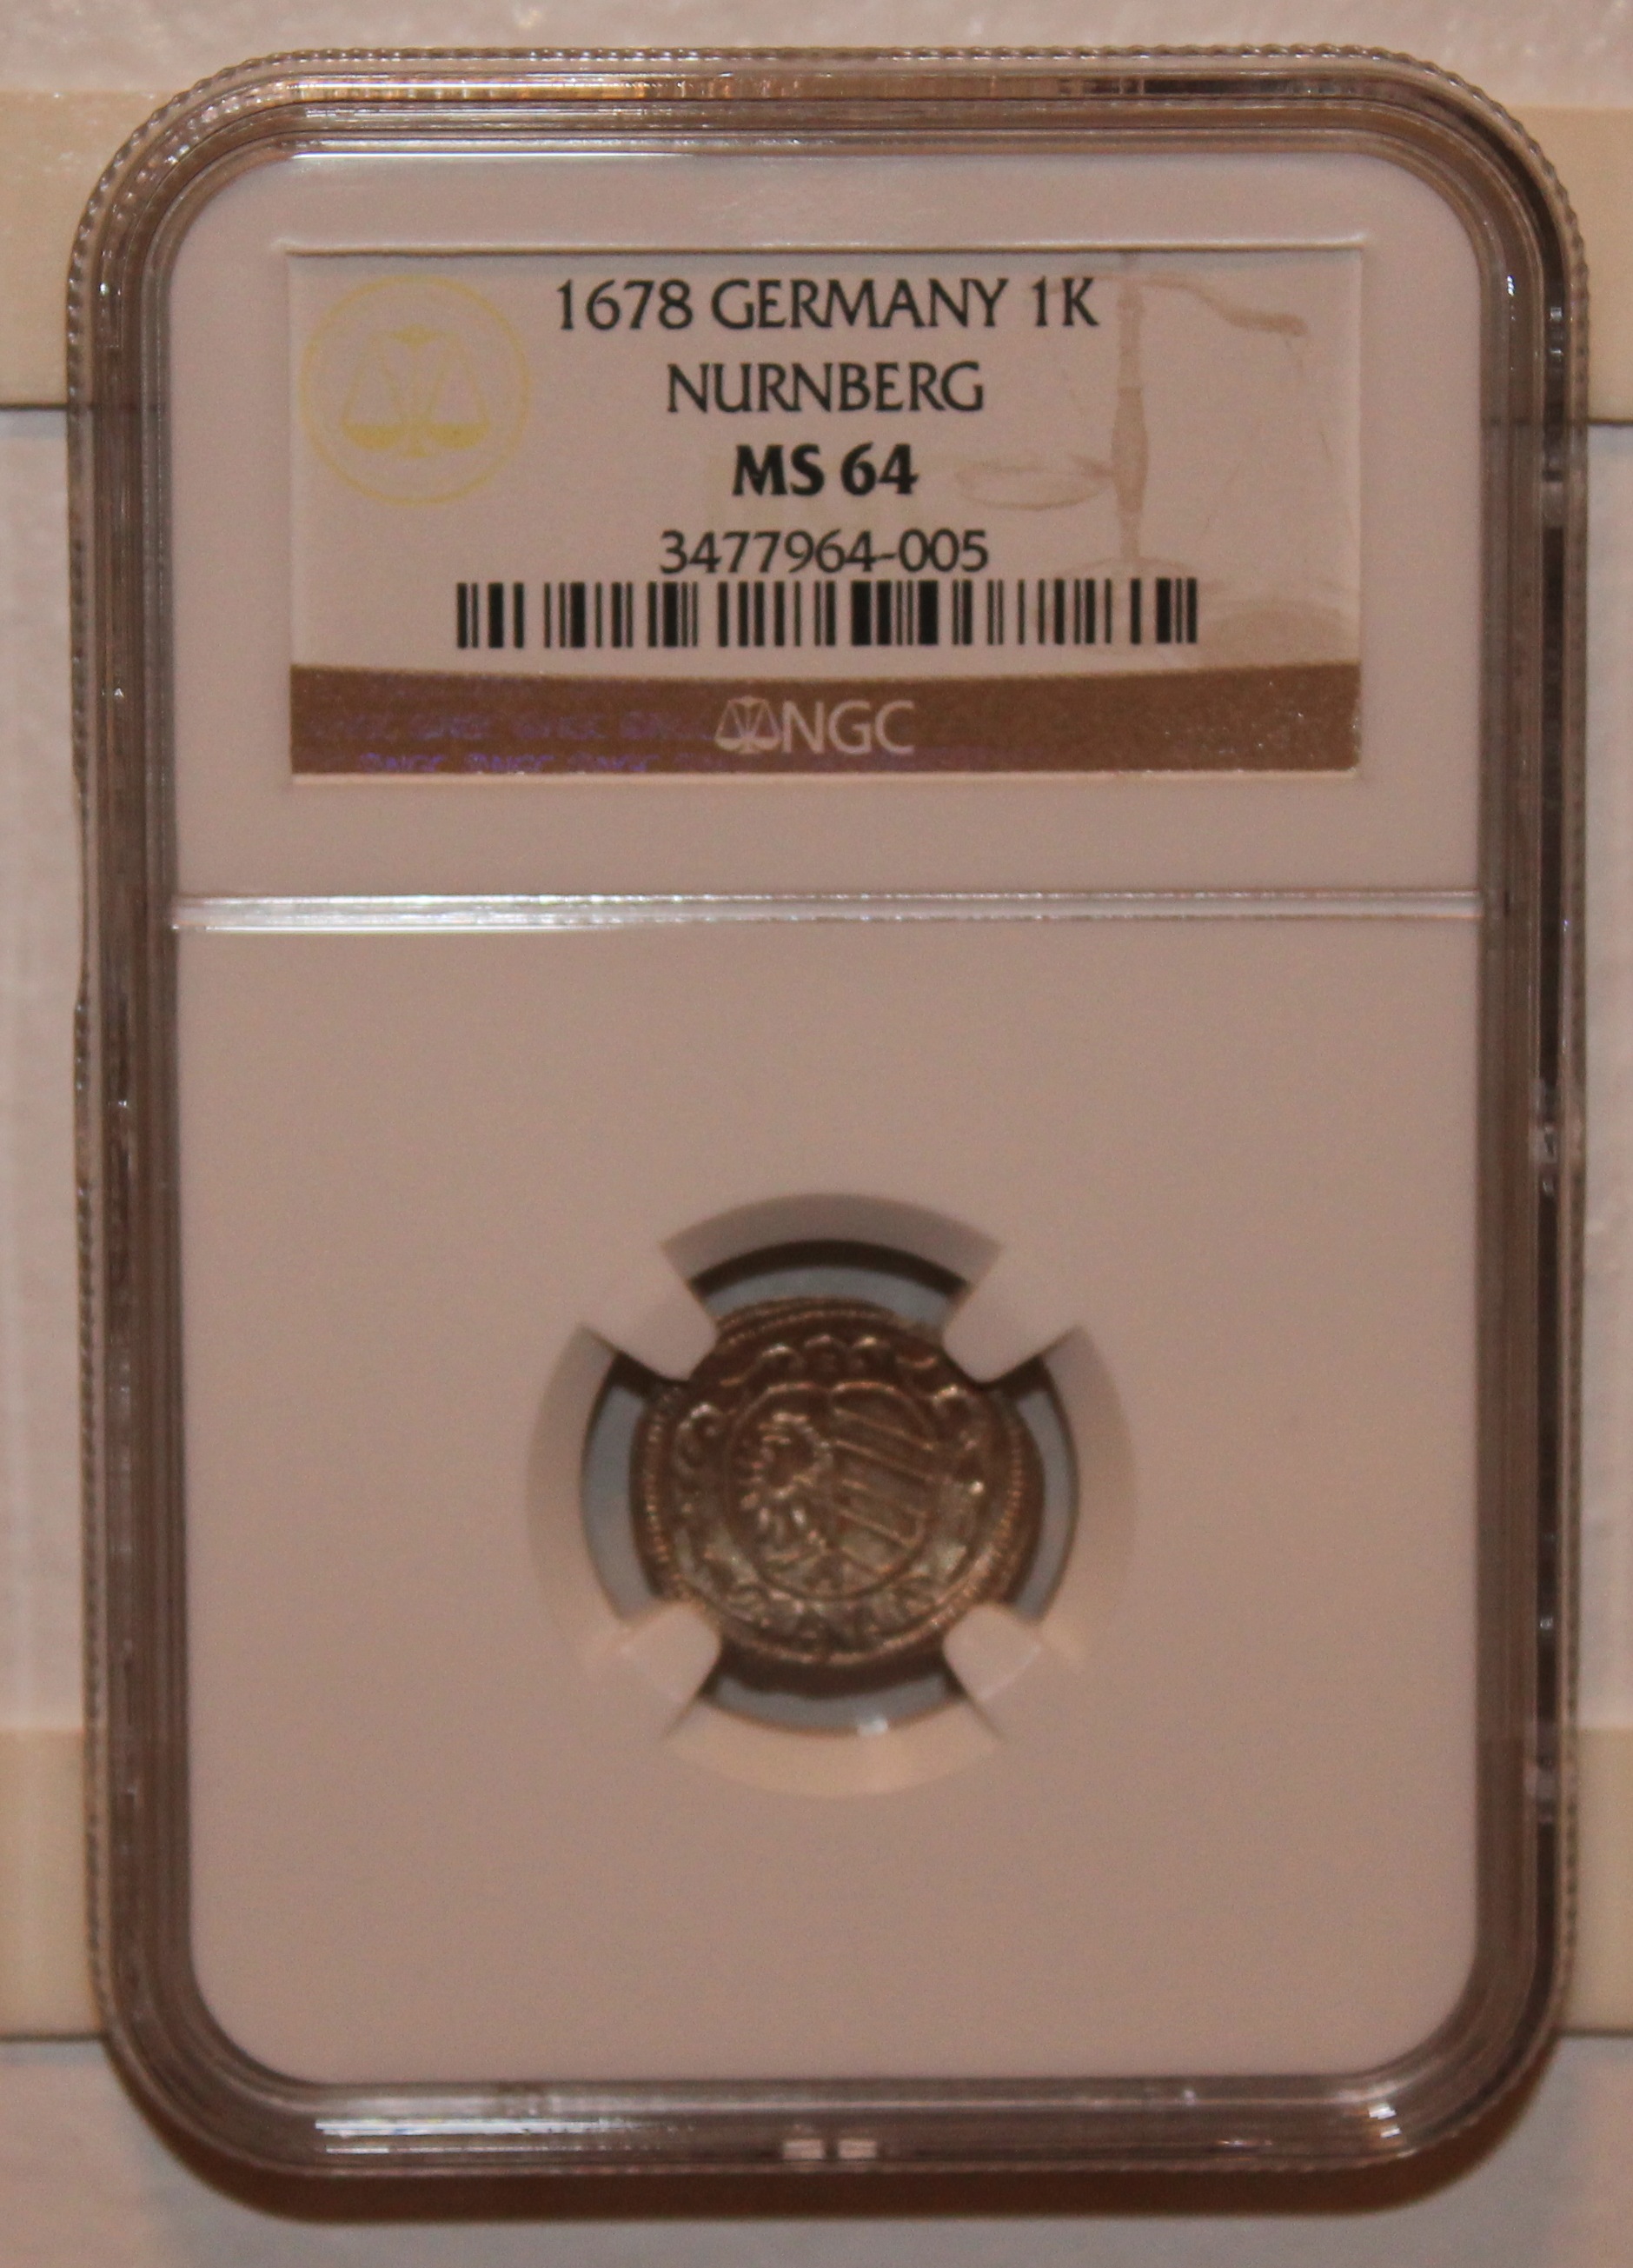 1678 GERMANY 1K
NURNBERG
MS 64
3477964-005
NGC